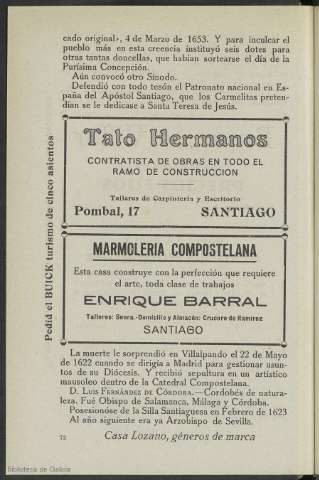 cado original», 4 de Marzo de 1653. Y para inculcar el
pueblo más en esta creencia instituyó seis dotes para
otras tantas doncellas, que habían sortearse el día de la
Purísima Concepción.
Aún convocó otro Sínodo.
Defendió con todo tesón el Patronato nacional en Es-
paña del Apóstol Santiago, que los Carmelitas preten-
dían se le dedicase a Santa Teresa de Jesús.
Pedid el BUICK turismo de cinco asientos
Tato Hermanos
CONTRATISTA DE OBRAS EN TODO EL
RAMO DE CONSTRUCCION
Talleres de Carpintería y Escritorio
Pombal, 17 SANTIAGO
MARMOLERIA COMPOSTELANA
Esta casa construye con la perfección que requiere
el arte, toda clase de trabajos
ENRIQUE BARRAL
Talleres: Senra.-Domicilio y Almacén: Crucero de Ramírez
SANTIAGO
La muerte le sorprendió en Villalpando el 22 de Mayo
de 1622 cuando se dirigía a Madrid para gestionar asun-
tos de su Diócesis. Y recibió sepultura en un artístico
mausoleo dentro de la Catedral Compostelana.
D. LUIS FERNÁNDEZ DE CÓRDOBA.—Cordobés de natura-
leza. Fué Obispo de Salamanca, Málaga y Córdoba.
Posexionóse de la Silla Santiaguesa en Febrero de 1623
Al año siguiente era ya Arzobispo de Sevilla.
72 Casa Lozano, géneros de marca
Biblioteca de Galicia